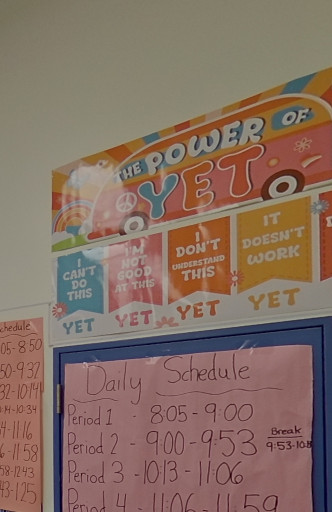 THE POWER OF
YET
I
CAN'T
DO
THIS
YET
I'M
NOT
GOOD
AT THIS
YET
I
DON'T
UNDERSTAND
THIS
YET
IT
DOESN'T
WORK
YET
chedule
05-8:50
50-9:37
32-10:14
10:14-10:34
4-11:16
6-11:58
:58-12:43
43-1:25
Daily Schedule
Period 1 - 8:05 - 9:00
Period 2 - 9:00 - 9:53
Break
9:53-10:
Period 3 - 10:13 - 11:06
Period 4 - 11:06 - 11:59